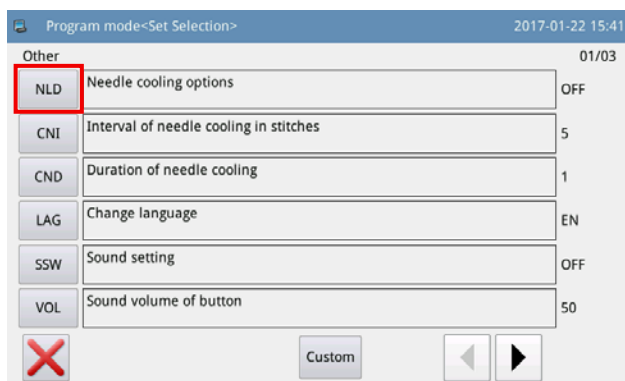 Program mode<Set Selection> 2017-01-22 15:41
Other 01/03
NLD Needle cooling options OFF
CNI Interval of needle cooling in stitches 5
CND Duration of needle cooling 1
LAG Change language EN
SSW Sound setting OFF
VOL Sound volume of button 50
Custom